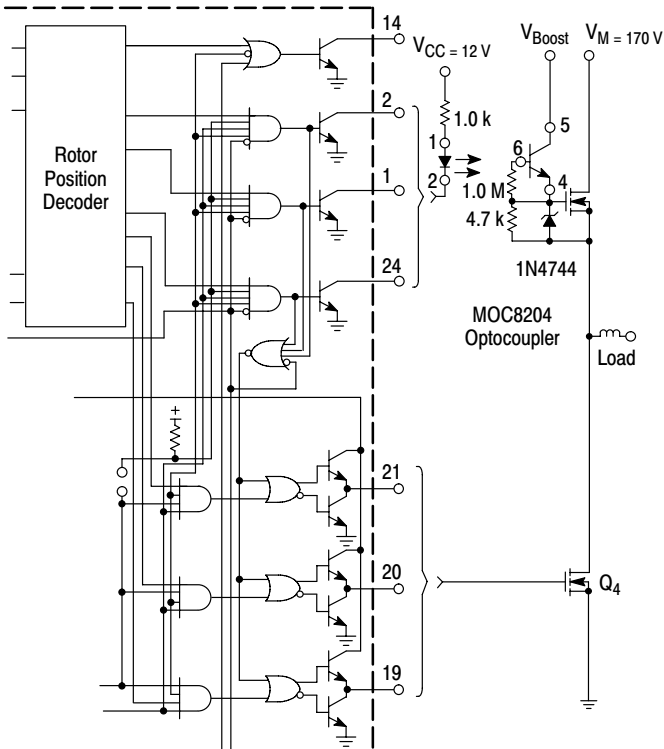 14
V_CC = 12 V
V_Boost
V_M = 170 V
2
1.0 k
1
5
6
Rotor
Position
Decoder
1
2
1.0 M
4
4.7 k
1N4744
24
MOC8204
Optocoupler
Load
+
21
20
Q4
19